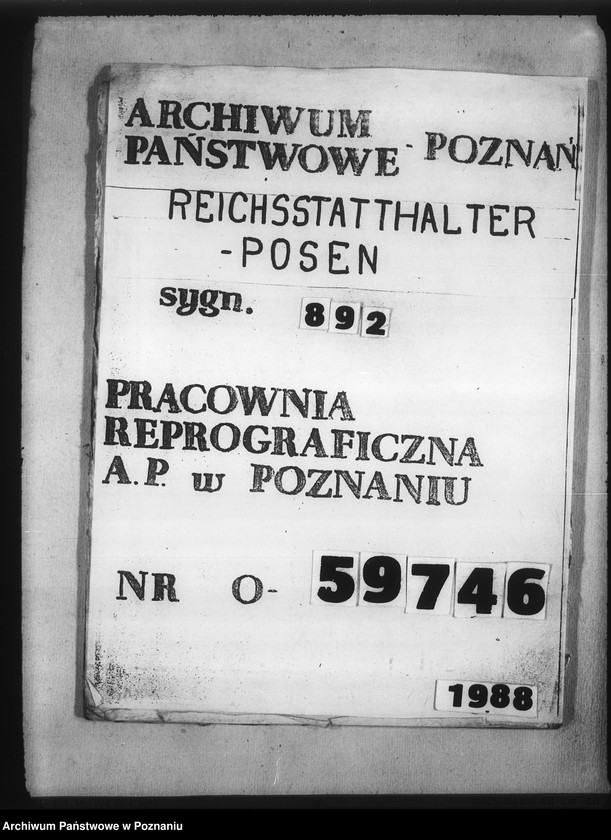 ARCHIWUM
PAŃSTWOWE - POZNAŃ
REICHSSTATTHALTER
-POSEN
sygn. 892
PRACOWNIA
REPROGRAFICZNA
A.P. w POZNANIU
NR O- 59746
1988
Archiwum Państwowe w Poznaniu